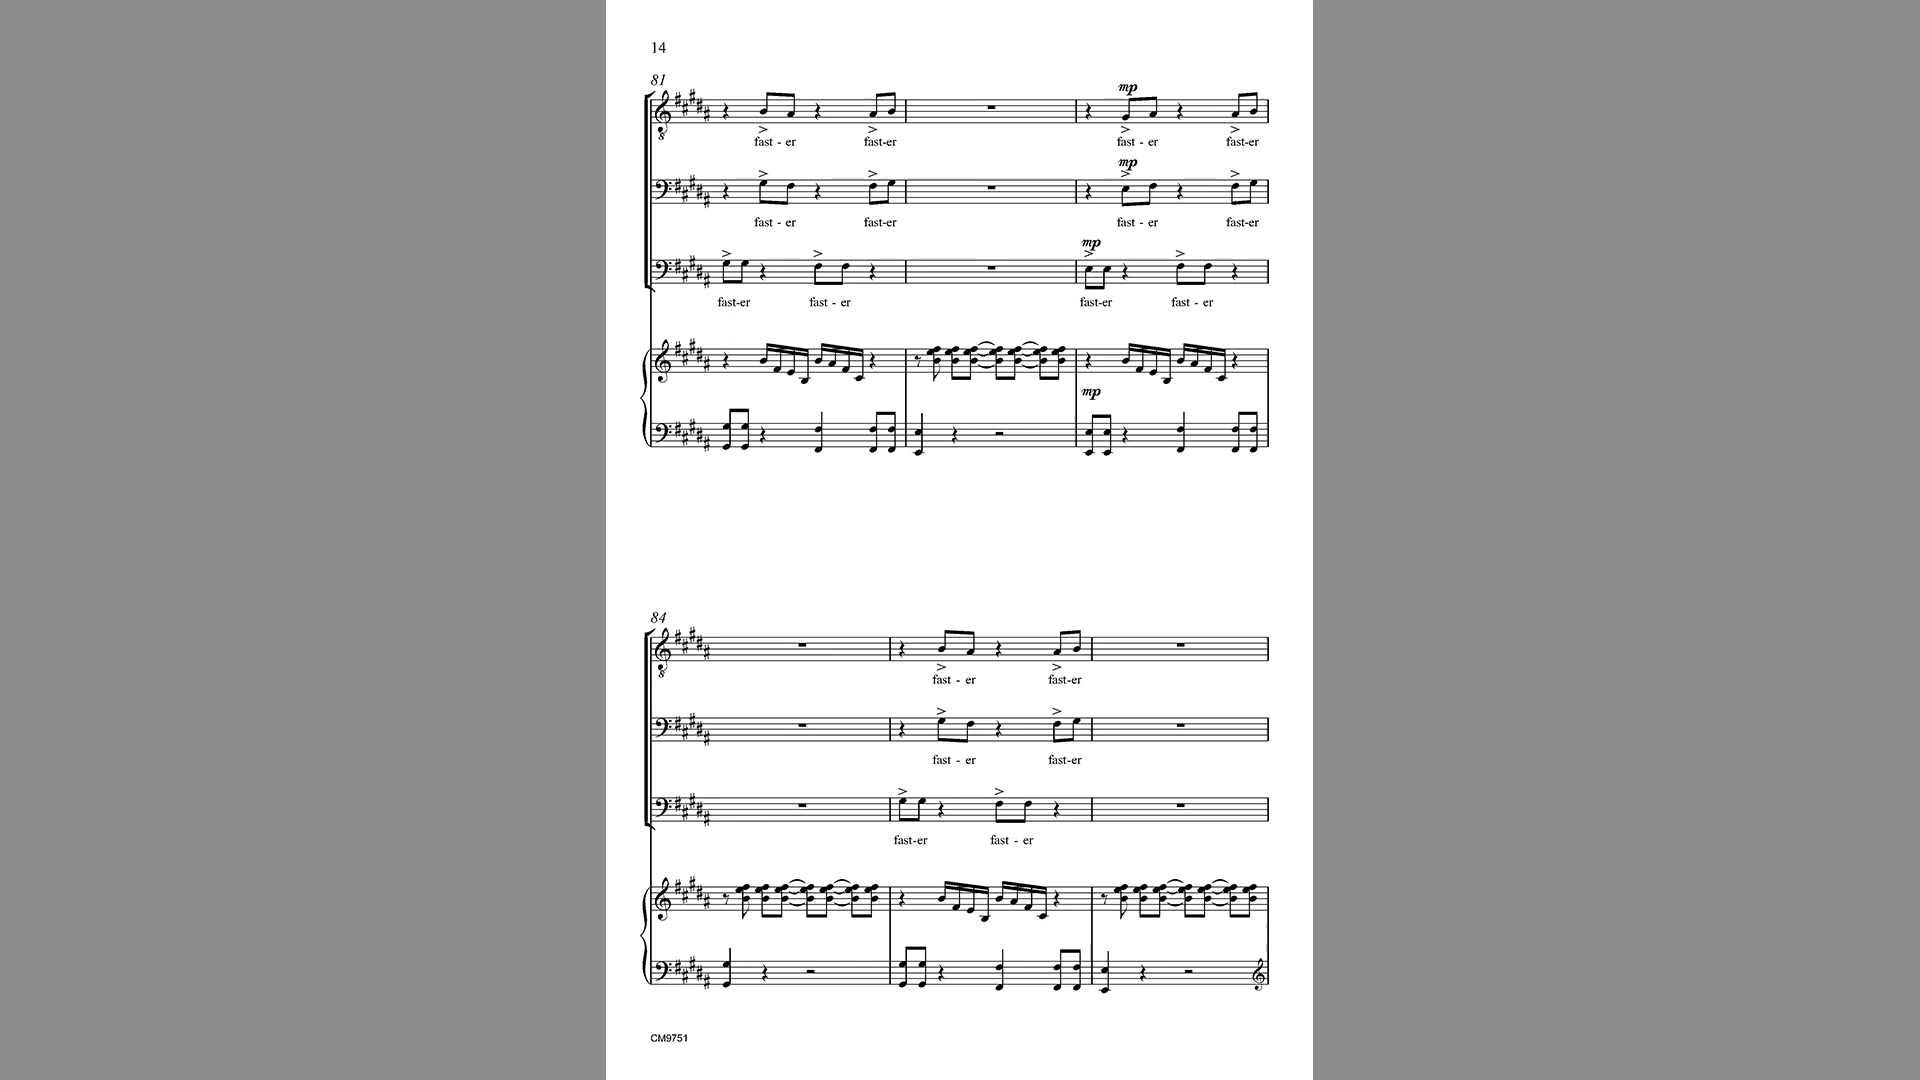 14
81
mp
fast - er fast-er fast - er fast-er
mp
fast - er fast-er fast - er fast-er
mp
fast-er fast - er fast-er fast - er
mp
84
fast - er fast-er
fast - er fast-er
fast-er fast - er
CM9751